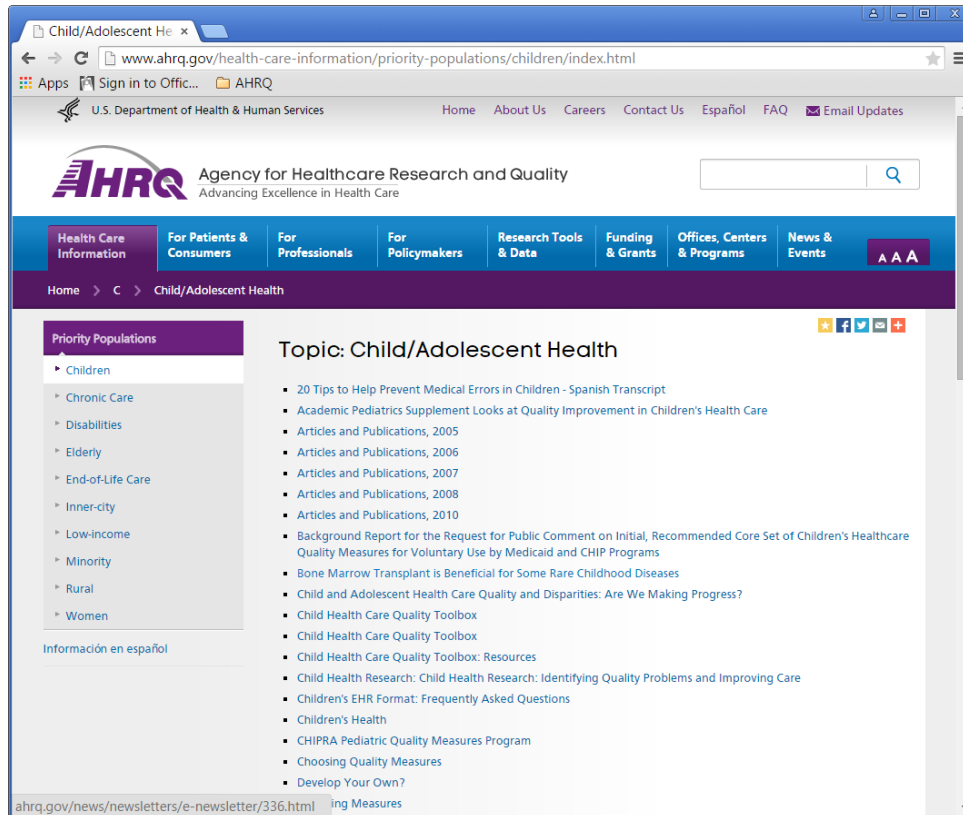 Child/Adolescent He ×
www.ahrq.gov/health-care-information/priority-populations/children/index.html
Apps Sign in to Offic... AHRQ
U.S. Department of Health & Human Services Home About Us Careers Contact Us Español FAQ Email Updates
AHRQ
Agency for Healthcare Research and Quality
Advancing Excellence in Health Care
Health Care Information
For Patients & Consumers
For Professionals
For Policymakers
Research Tools & Data
Funding & Grants
Offices, Centers & Programs
News & Events
A A A
Home C Child/Adolescent Health
Priority Populations
Children
Chronic Care
Disabilities
Elderly
End-of-Life Care
Inner-city
Low-income
Minority
Rural
Women
Información en español
Topic: Child/Adolescent Health
20 Tips to Help Prevent Medical Errors in Children - Spanish Transcript
Academic Pediatrics Supplement Looks at Quality Improvement in Children's Health Care
Articles and Publications, 2005
Articles and Publications, 2006
Articles and Publications, 2007
Articles and Publications, 2008
Articles and Publications, 2010
Background Report for the Request for Public Comment on Initial, Recommended Core Set of Children's Healthcare
Quality Measures for Voluntary Use by Medicaid and CHIP Programs
Bone Marrow Transplant is Beneficial for Some Rare Childhood Diseases
Child and Adolescent Health Care Quality and Disparities: Are We Making Progress?
Child Health Care Quality Toolbox
Child Health Care Quality Toolbox
Child Health Care Quality Toolbox: Resources
Child Health Research: Child Health Research: Identifying Quality Problems and Improving Care
Children's EHR Format: Frequently Asked Questions
Children's Health
CHIPRA Pediatric Quality Measures Program
Choosing Quality Measures
Develop Your Own?
ing Measures
ahrq.gov/news/newsletters/e-newsletter/336.html